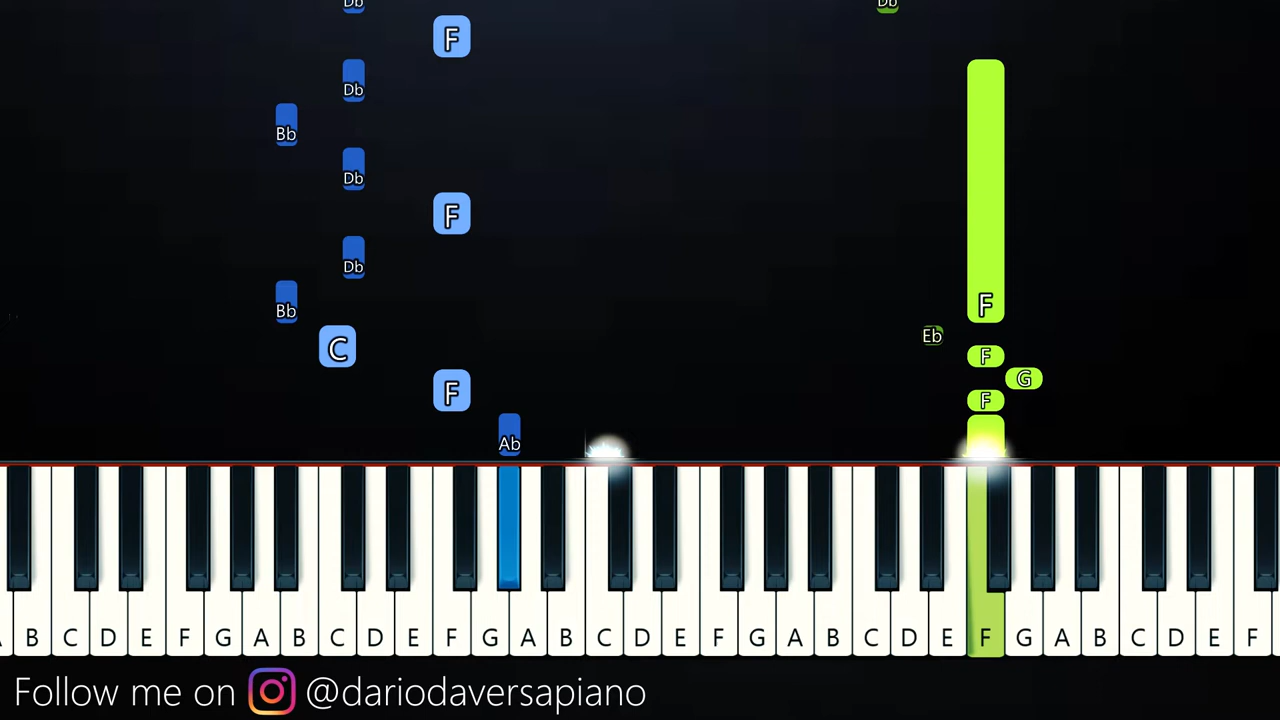 Db Db
F
Db
Bb
Db
F
Db
Bb F
Eb
C F
G
F F
Ab
A B C D E F G A B C D E F G A B C D E F G A B C D E F G A B C D E F
Follow me on @dariodaversapiano